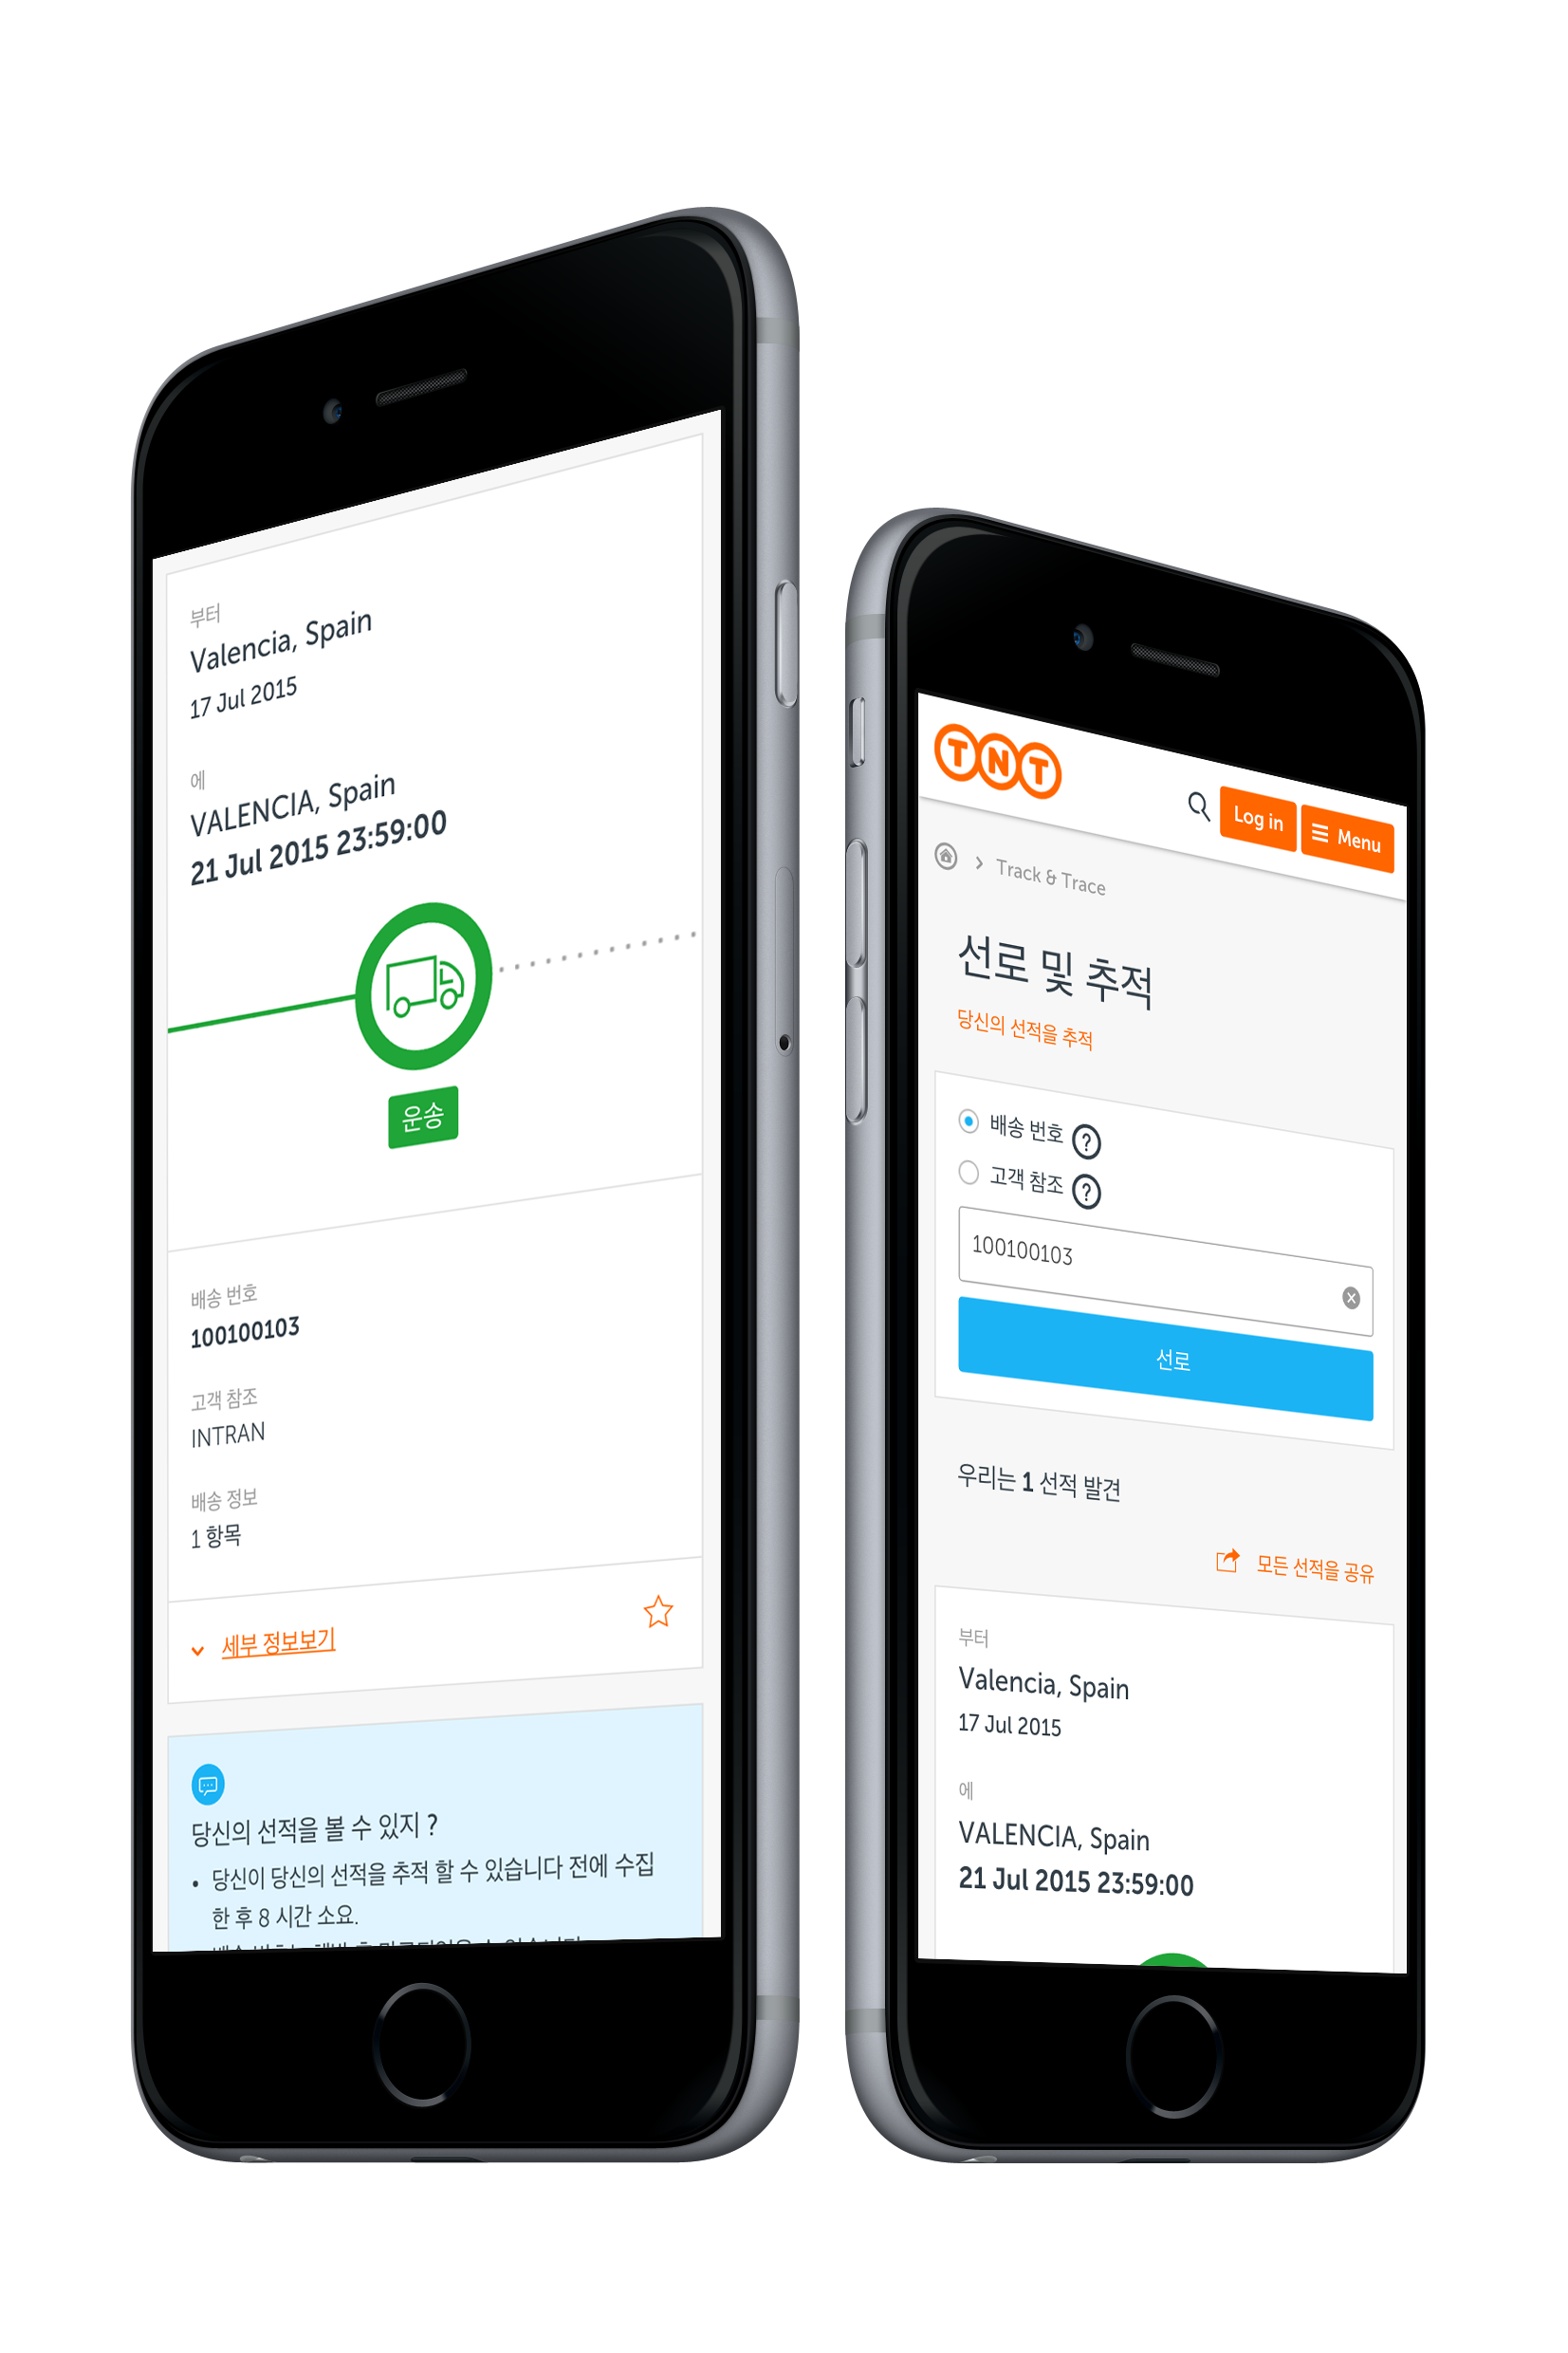 부터
Valencia, Spain
17 Jul 2015
에
VALENCIA, Spain
21 Jul 2015 23:59:00
운송
배송 번호
100100103
고객 참조
INTRAN
배송 정보
1 항목
세부 정보보기
당신의 선적을 볼 수 있지 ?
• 당신이 당신의 선적을 추적 할 수 있습니다 전에 수집
한 후 8 시간 소요.
TNT
Log in
Menu
Track & Trace
선로 및 추적
당신의 선적을 추적
배송 번호 ?
고객 참조 ?
100100103
선로
우리는 1 선적 발견
모든 선적을 공유
부터
Valencia, Spain
17 Jul 2015
에
VALENCIA, Spain
21 Jul 2015 23:59:00